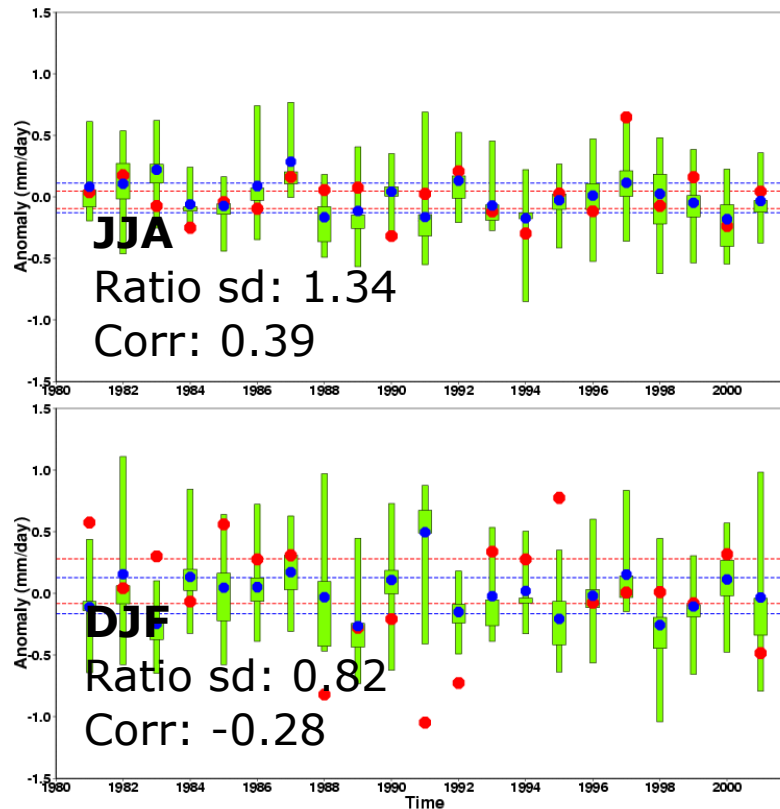 1.5
1.0
0.5
0.0
-0.5
-1.0
-1.5
Anomaly (mm/day)
JJA
Ratio sd: 1.34
Corr: 0.39
1980 1982 1984 1986 1988 1990 1992 1994 1996 1998 2000
1.5
1.0
0.5
0.0
-0.5
-1.0
-1.5
Anomaly (mm/day)
DJF
Ratio sd: 0.82
Corr: -0.28
1980 1982 1984 1986 1988 1990 1992 1994 1996 1998 2000
Time